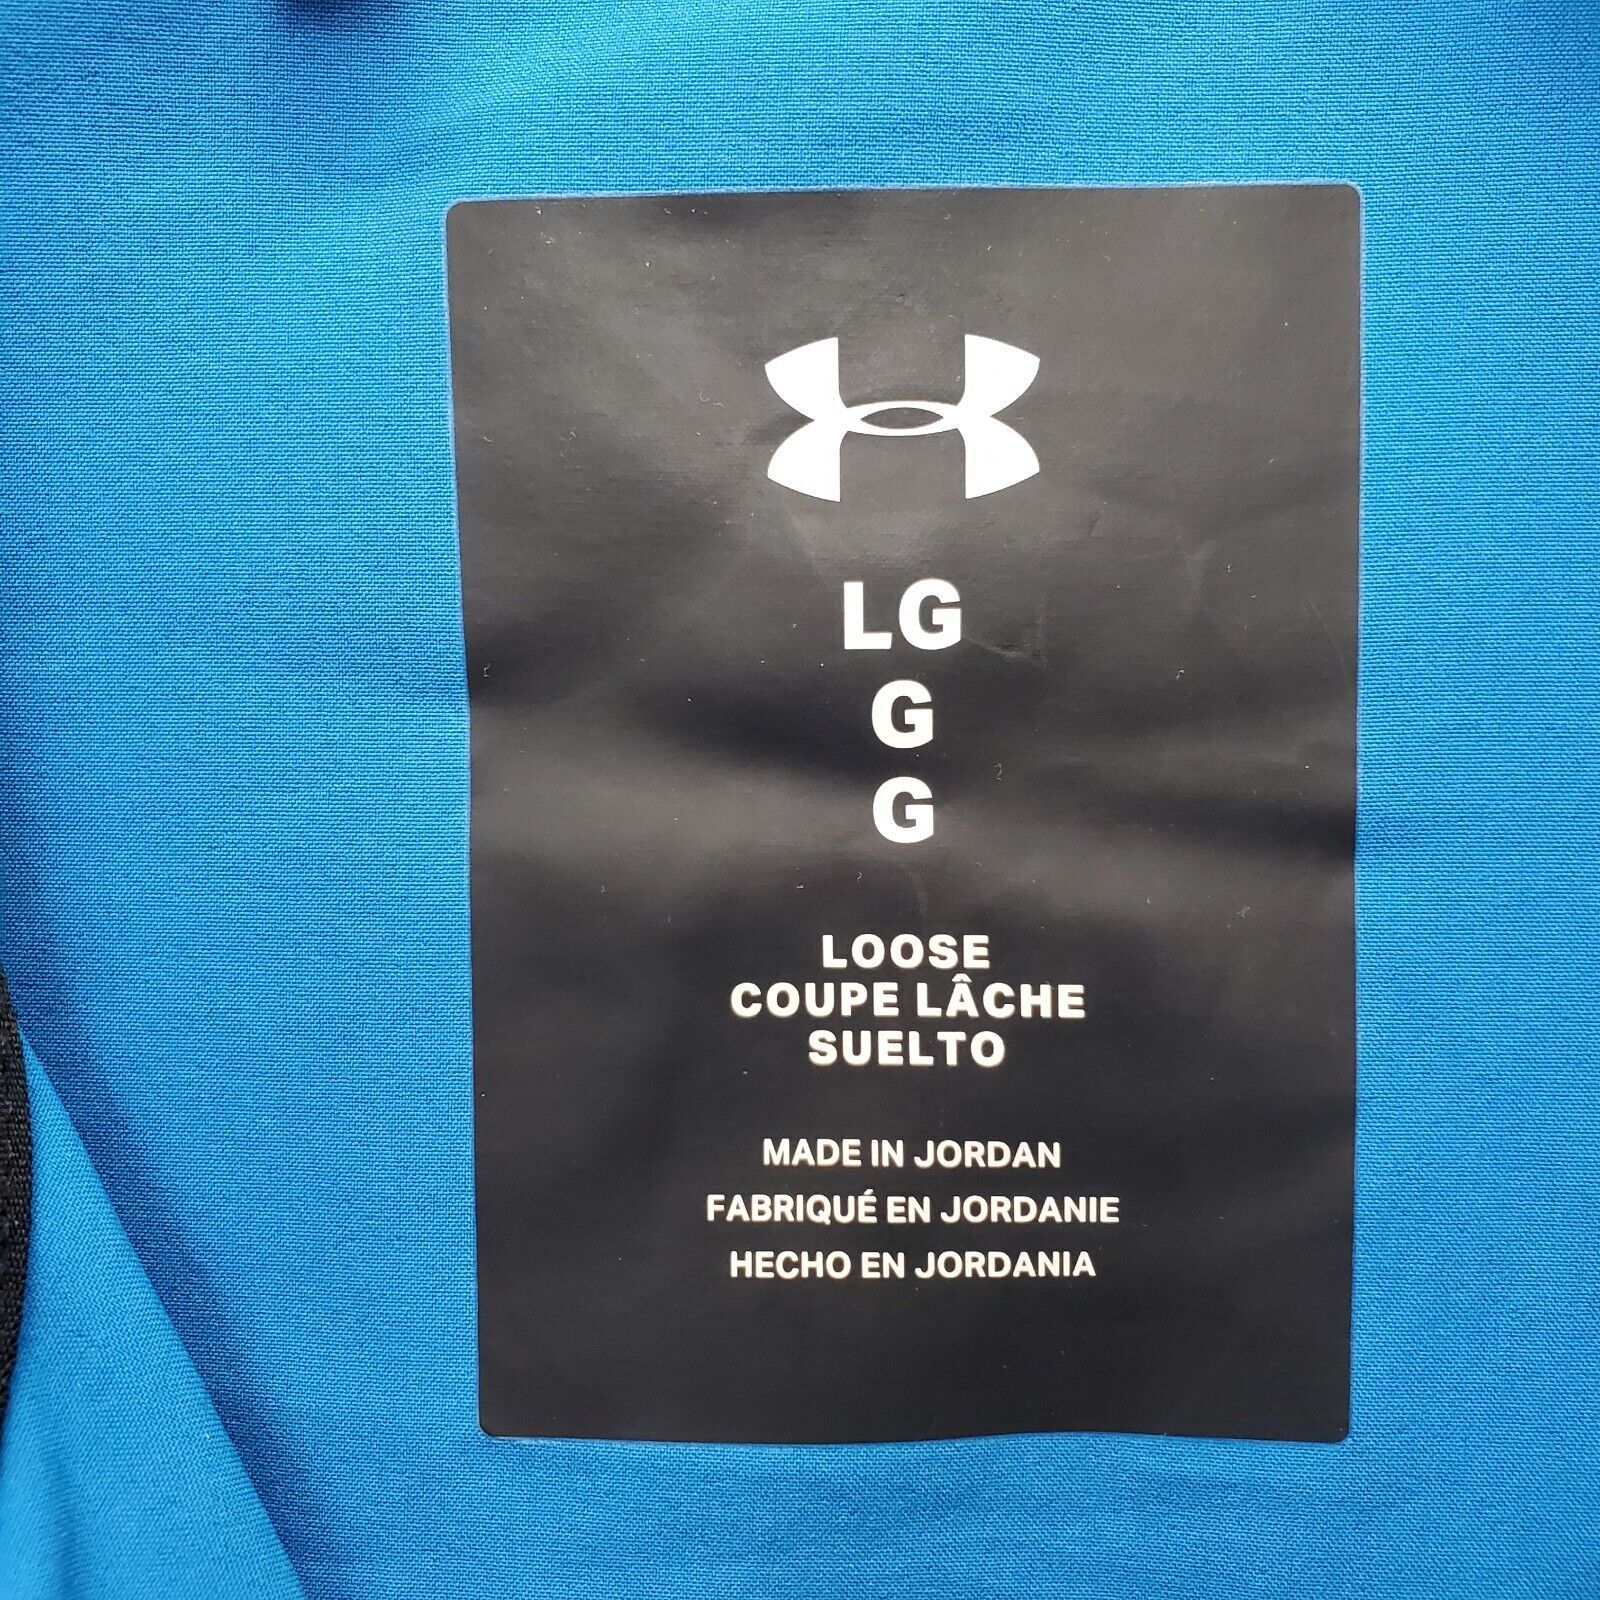 LG
G
G
LOOSE
COUPE LÂCHE
SUELTO
MADE IN JORDAN
FABRIQUÉ EN JORDANIE
HECHO EN JORDANIA